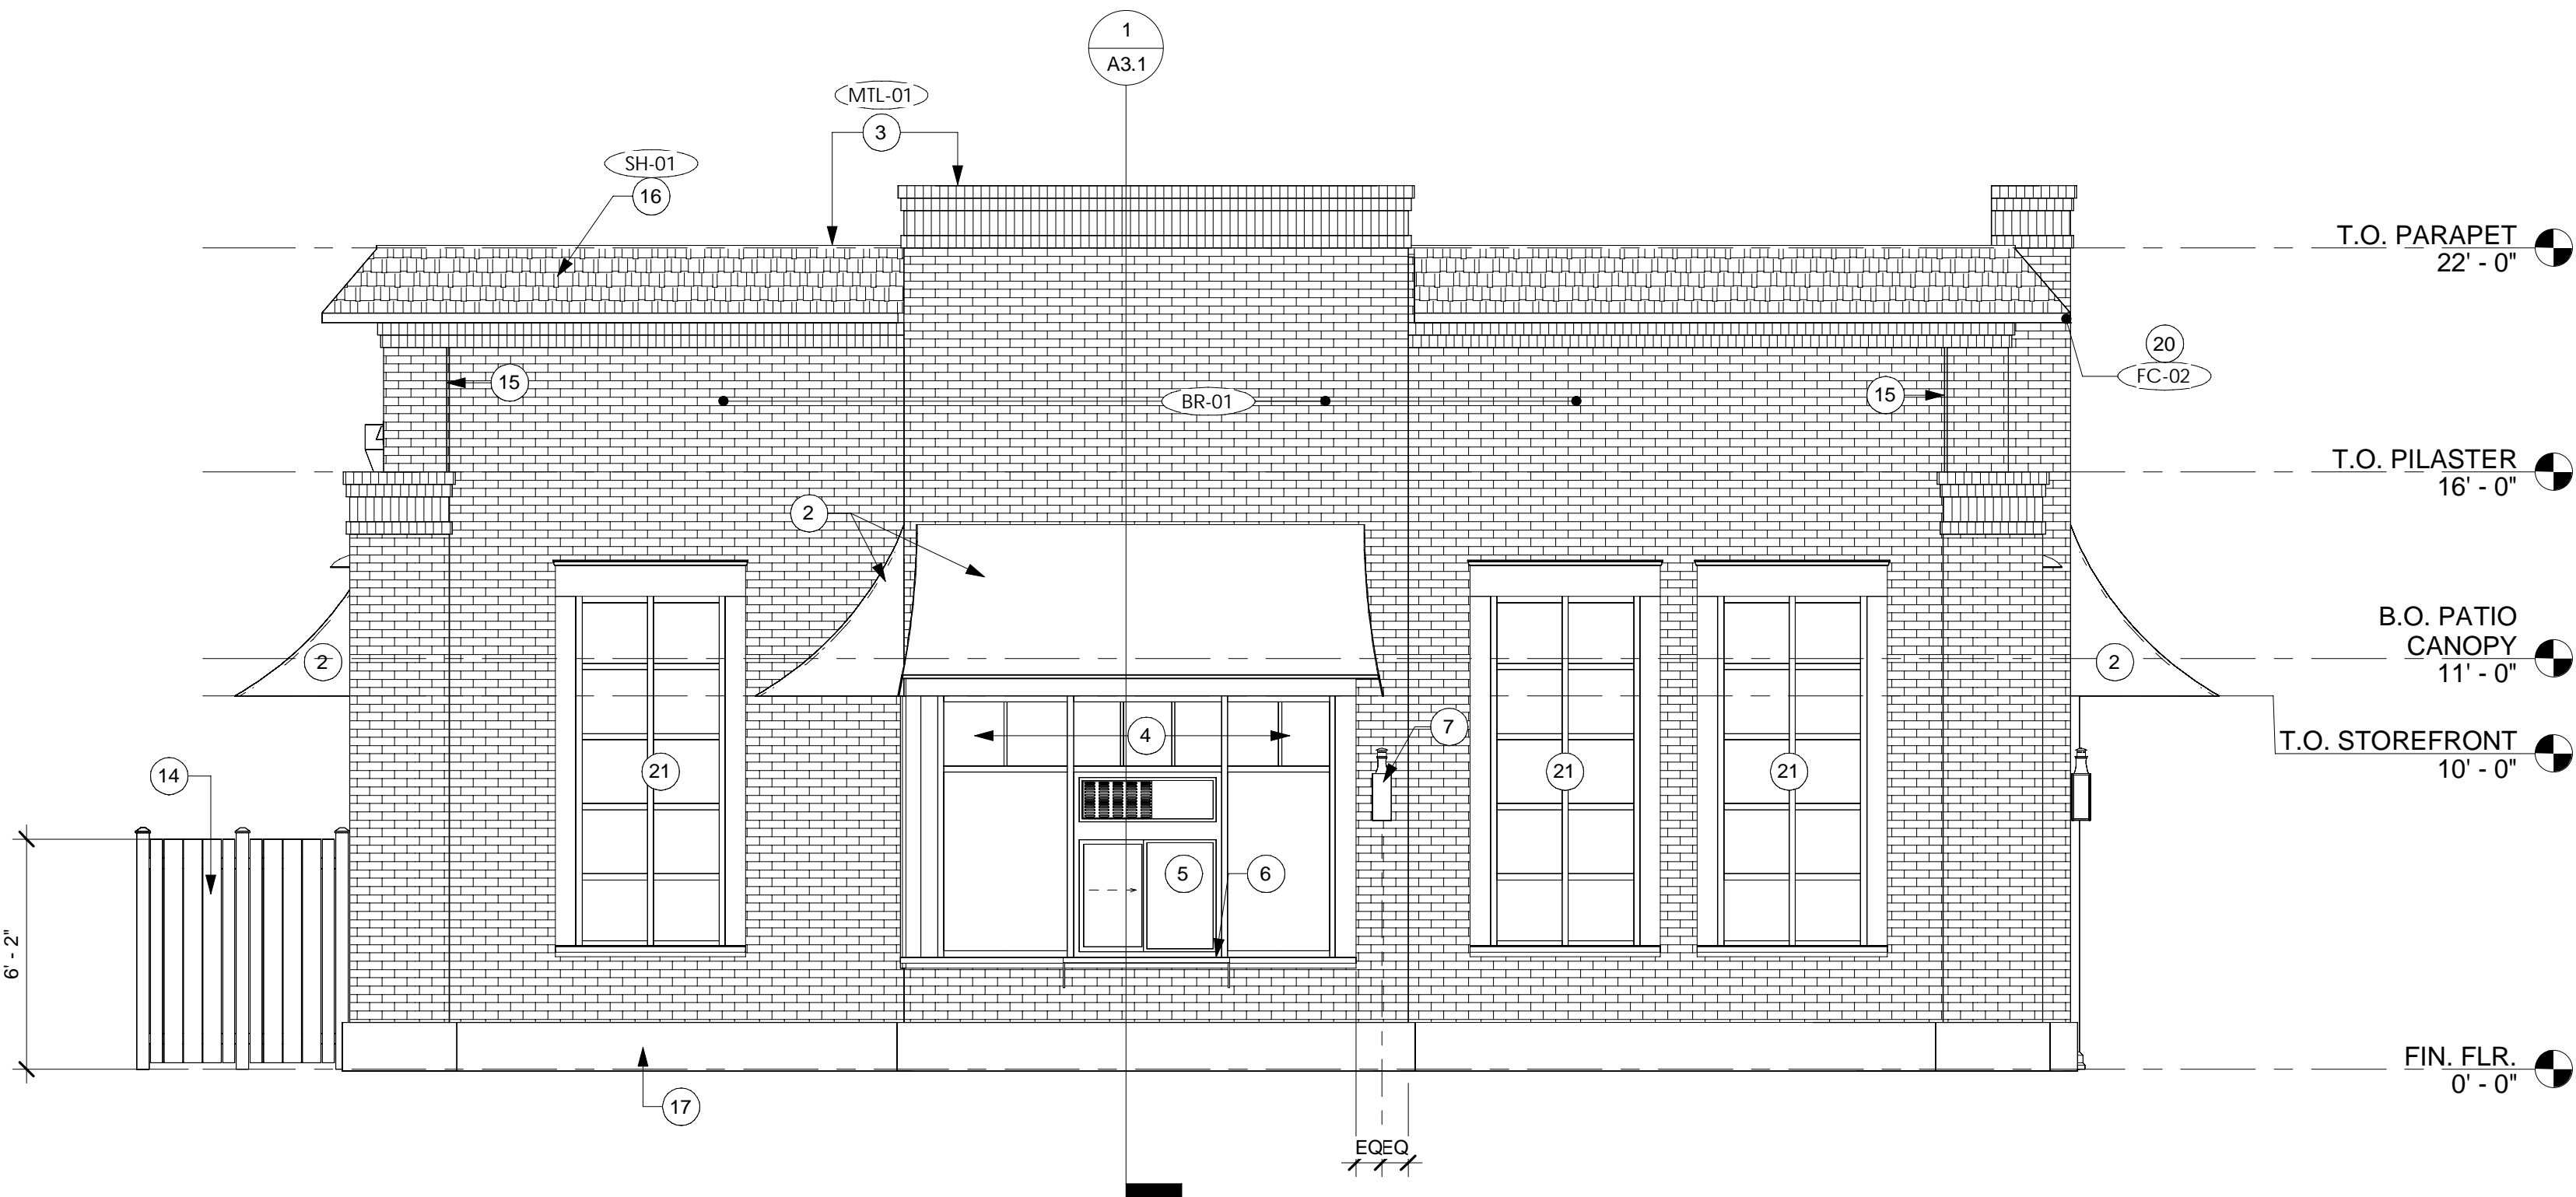 1
A3.1
MTL-01
3
SH-01
16
T.O. PARAPET
22' - 0"
20
FC-02
15
BR-01
15
T.O. PILASTER
16' - 0"
2
B.O. PATIO
CANOPY
11' - 0"
2
2
7
4
T.O. STOREFRONT
10' - 0"
14
21
21
21
5
6
6' - 2"
FIN. FLR.
0' - 0"
17
EQ
EQ